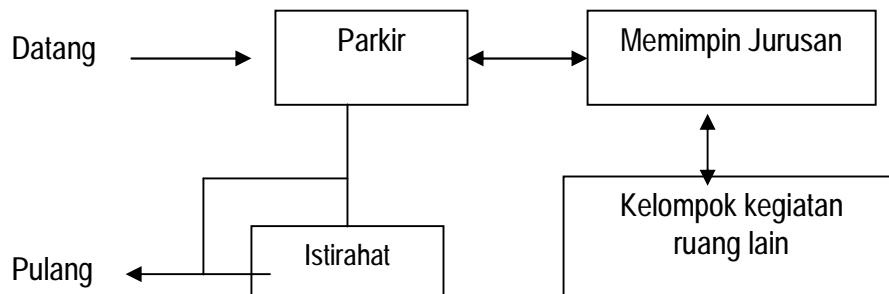 Datang
Parkir
Memimpin Jurusan
Kelompok kegiatan
ruang lain
Istirahat
Pulang